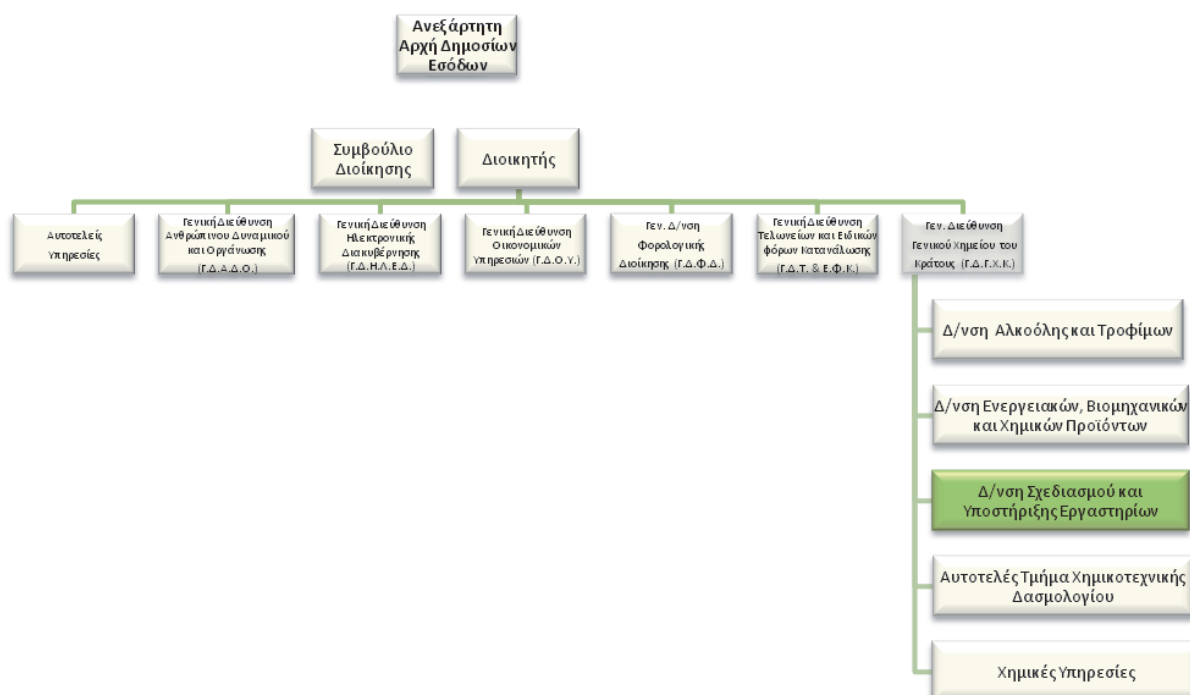 Ανεξάρτητη
Αρχή Δημοσίων
Εσόδων
Συμβούλιο
Διοίκησης
Διοικητής
Αυτοτελείς
Υπηρεσίες
Γενική Διεύθυνση
Ανθρώπινου Δυναμικού
και Οργάνωσης
(Γ.Δ.Α.Δ.Ο.)
Γενική Διεύθυνση
Ηλεκτρονικής
Διακυβέρνησης
(Γ.Δ.Η.Λ.Ε.Δ.)
Γενική Διεύθυνση
Οικονομικών
Υπηρεσιών (Γ.Δ.Ο.Υ.)
Γεν. Δ/νση
Φορολογικής
Διοίκησης (Γ.Δ.Φ.Δ.)
Γενική Διεύθυνση
Τελωνείων και Ειδικών
φόρων Κατανάλωσης
(Γ.Δ.Τ. & Ε.Φ.Κ.)
Γεν. Διεύθυνση
Γενικού Χημείου του
Κράτους (Γ.Δ.Γ.Χ.Κ.)
Δ/νση Αλκοόλης και Τροφίμων
Δ/νση Ενεργειακών, Βιομηχανικών
και Χημικών Προϊόντων
Δ/νση Σχεδιασμού και
Υποστήριξης Εργαστηρίων
Αυτοτελές Τμήμα Χημικοτεχνικής
Δασμολογίου
Χημικές Υπηρεσίες